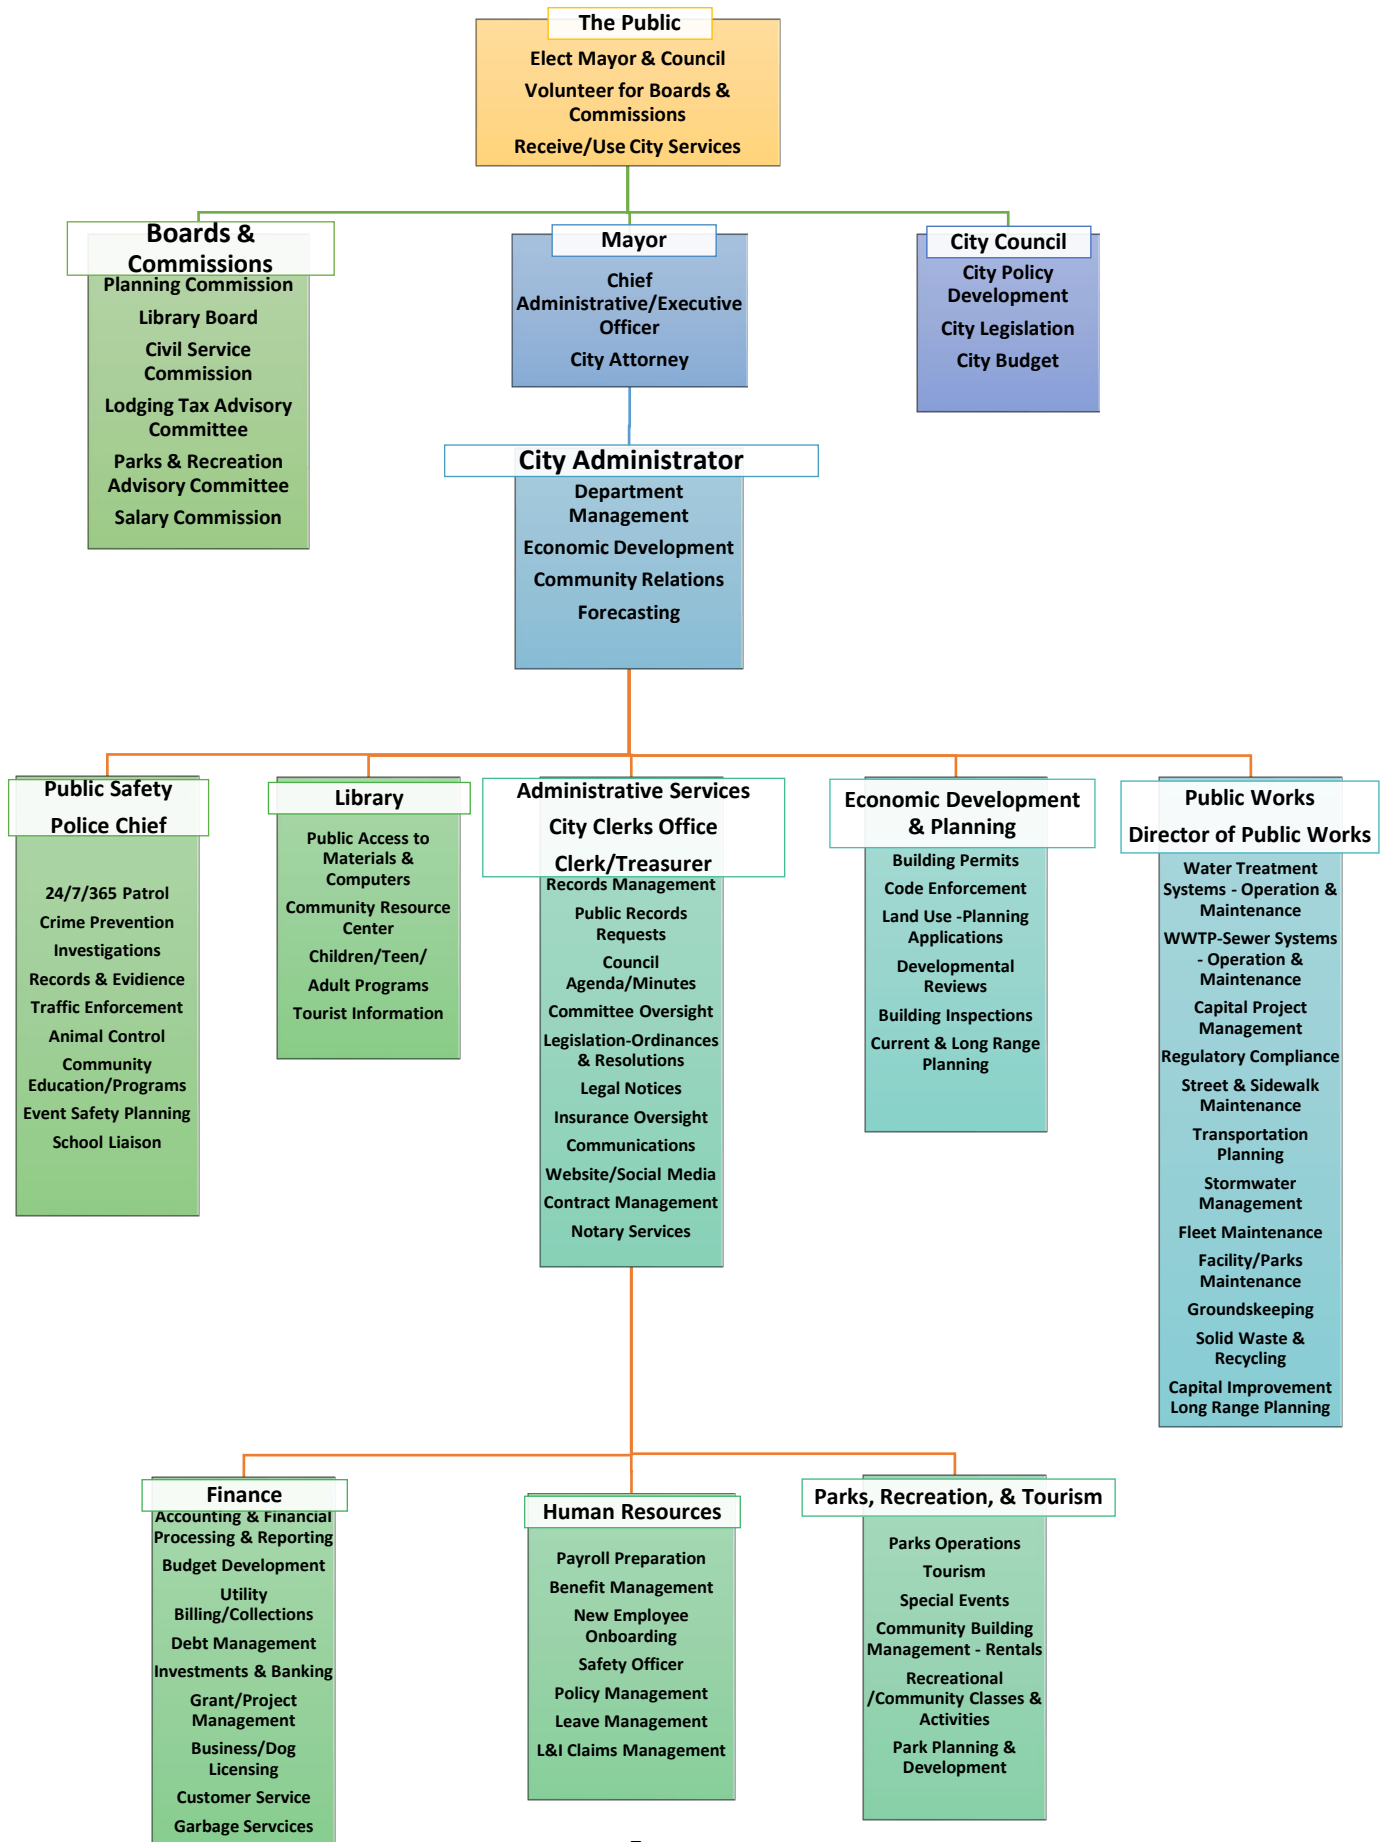 The Public
Elect Mayor & Council
Volunteer for Boards &
Commissions
Receive/Use City Services
Boards &
Commissions
Planning Commission
Library Board
Civil Service
Commission
Lodging Tax Advisory
Committee
Parks & Recreation
Advisory Committee
Salary Commission
Mayor
Chief
Administrative/Executive
Officer
City Attorney
City Council
City Policy
Development
City Legislation
City Budget
City Administrator
Department
Management
Economic Development
Community Relations
Forecasting
Public Safety
Police Chief
24/7/365 Patrol
Crime Prevention
Investigations
Records & Evidience
Traffic Enforcement
Animal Control
Community
Education/Programs
Event Safety Planning
School Liaison
Library
Public Access to
Materials &
Computers
Community Resource
Center
Children/Teen/
Adult Programs
Tourist Information
Administrative Services
City Clerks Office
Clerk/Treasurer
Records Management
Public Records
Requests
Council
Agenda/Minutes
Committee Oversight
Legislation-Ordinances
& Resolutions
Legal Notices
Insurance Oversight
Communications
Website/Social Media
Contract Management
Notary Services
Economic Development
& Planning
Building Permits
Code Enforcement
Land Use -Planning
Applications
Developmental
Reviews
Building Inspections
Current & Long Range
Planning
Public Works
Director of Public Works
Water Treatment
Systems - Operation &
Maintenance
WWTP-Sewer Systems
- Operation &
Maintenance
Capital Project
Management
Regulatory Compliance
Street & Sidewalk
Maintenance
Transportation
Planning
Stormwater
Management
Fleet Maintenance
Facility/Parks
Maintenance
Groundskeeping
Solid Waste &
Recycling
Capital Improvement
Long Range Planning
Finance
Accounting & Financial
Processing & Reporting
Budget Development
Utility
Billing/Collections
Debt Management
Investments & Banking
Grant/Project
Management
Business/Dog
Licensing
Customer Service
Garbage Servcices
Human Resources
Payroll Preparation
Benefit Management
New Employee
Onboarding
Safety Officer
Policy Management
Leave Management
L&I Claims Management
Parks, Recreation, & Tourism
Parks Operations
Tourism
Special Events
Community Building
Management - Rentals
Recreational
/Community Classes &
Activities
Park Planning &
Development